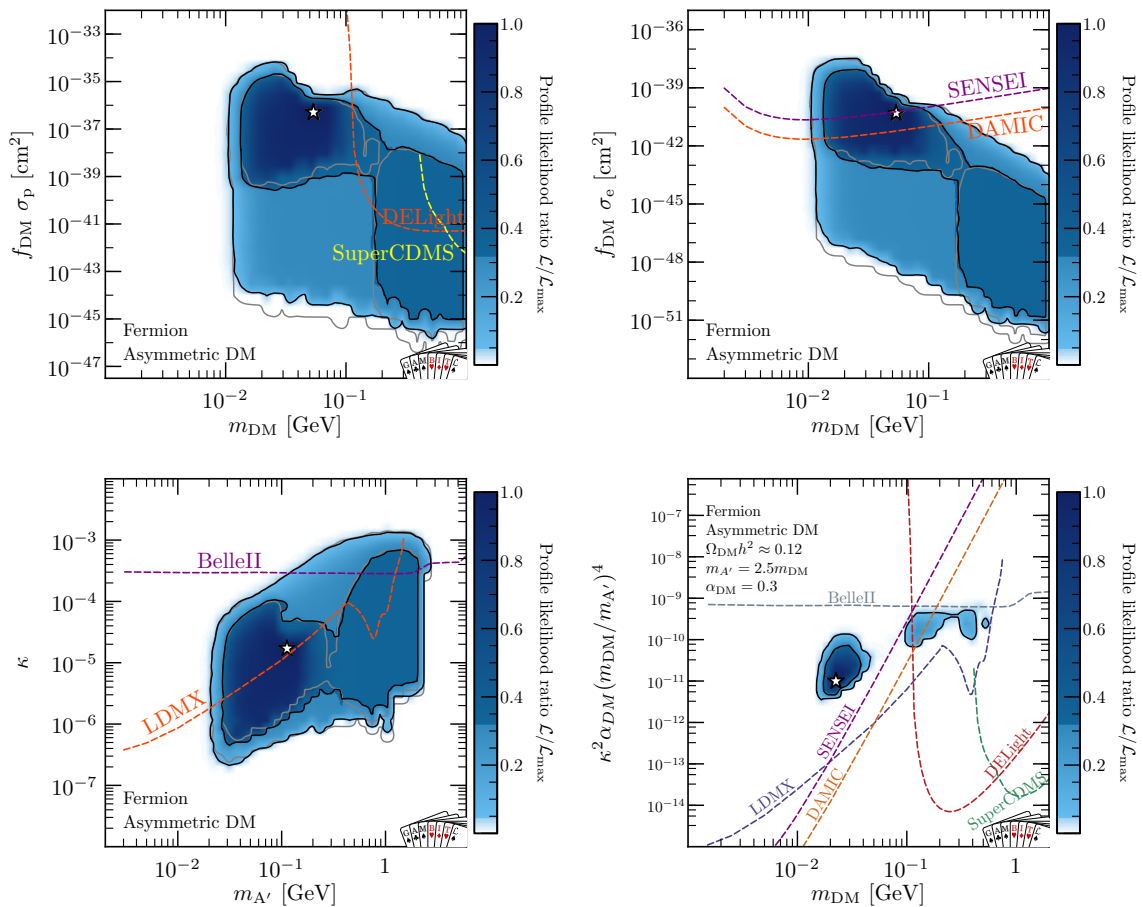 10⁻³³
10⁻³⁵
10⁻³⁷
10⁻³⁹
10⁻⁴¹
10⁻⁴³
10⁻⁴⁵
10⁻⁴⁷
f_DM σ_p [cm²]
DELight
SuperCDMS
Fermion
Asymmetric DM
GAMBIT
10⁻² 10⁻¹
m_DM [GeV]
1.0
0.8
0.6
0.4
0.2
Profile likelihood ratio ℒ/ℒ_max
10⁻³⁶
10⁻³⁹
10⁻⁴²
10⁻⁴⁵
10⁻⁴⁸
10⁻⁵¹
f_DM σ_e [cm²]
SENSEI
DAMIC
Fermion
Asymmetric DM
GAMBIT
10⁻² 10⁻¹
m_DM [GeV]
1.0
0.8
0.6
0.4
0.2
Profile likelihood ratio ℒ/ℒ_max
10⁻³
10⁻⁴
10⁻⁵
10⁻⁶
10⁻⁷
κ
BelleII
LDMX
Fermion
Asymmetric DM
GAMBIT
10⁻² 10⁻¹ 1
m_A′ [GeV]
1.0
0.8
0.6
0.4
0.2
Profile likelihood ratio ℒ/ℒ_max
10⁻⁷
10⁻⁸
10⁻⁹
10⁻¹⁰
10⁻¹¹
10⁻¹²
10⁻¹³
10⁻¹⁴
κ²α_DM(m_DM/m_A′)⁴
Fermion
Asymmetric DM
Ω_DM h² ≈ 0.12
m_A′ = 2.5m_DM
α_DM = 0.3
BelleII
SENSEI
LDMX
DAMIC
DELight
SuperCDMS
GAMBIT
10⁻² 10⁻¹ 1
m_DM [GeV]
1.0
0.8
0.6
0.4
0.2
Profile likelihood ratio ℒ/ℒ_max